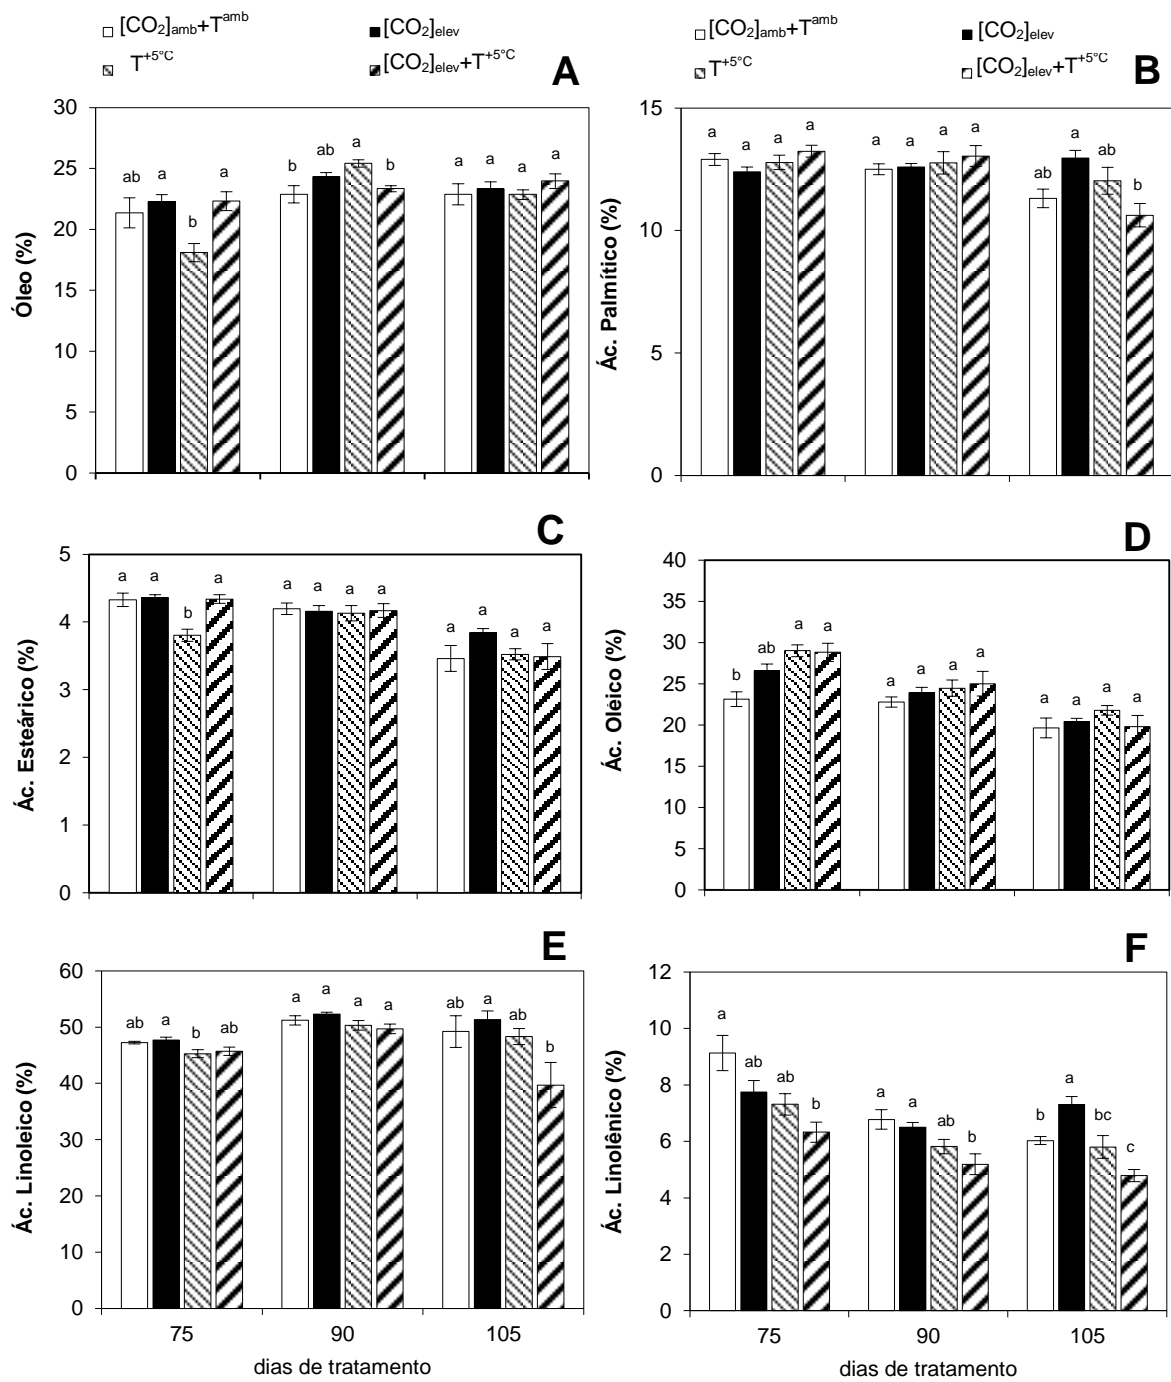 [CO₂]amb+Tamb [CO₂]elev
T+5°C [CO₂]elev+T+5°C
A
Óleo (%)
30
25
20
15
10
5
0
ab a b a
b ab a b
a a a a
[CO₂]amb+Tamb [CO₂]elev
T+5°C [CO₂]elev+T+5°C
B
Ác. Palmítico (%)
15
10
5
0
a a a a
a a a a
ab a ab b
C
Ác. Esteárico (%)
5
4
3
2
1
0
a a b a
a a a a
a a a a
D
Ác. Oléico (%)
40
35
30
25
20
15
10
5
0
b ab a a
a a a a
a a a a
E
Ác. Linoleico (%)
60
50
40
30
20
10
0
ab a b ab
a a a a
ab a ab b
75 90 105
dias de tratamento
F
Ác. Linolênico (%)
12
10
8
6
4
2
0
a ab ab b
a a ab b
b a bc c
75 90 105
dias de tratamento